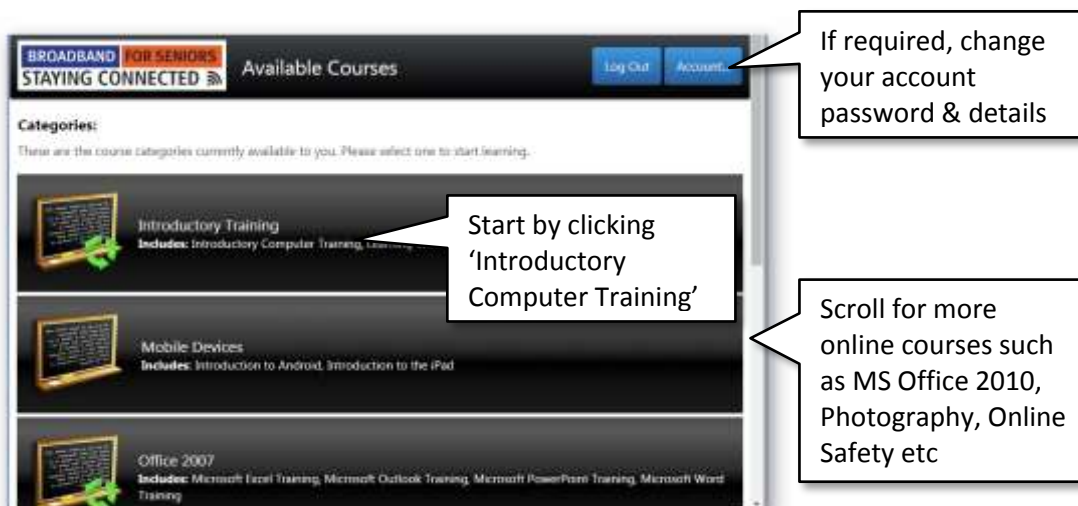 BROADBAND FOR SENIORS
STAYING CONNECTED
Available Courses
Log Out
Account...
If required, change
your account
password & details
Categories:
These are the course categories currently available to you. Please select one to start learning.
Introductory Training
Includes: Introductory Computer Training, Learning
Start by clicking
‘Introductory
Computer Training’
Mobile Devices
Includes: Introduction to Android, Introduction to the iPad
Scroll for more
online courses such
as MS Office 2010,
Photography, Online
Safety etc
Office 2007
Includes: Microsoft Excel Training, Microsoft Outlook Training, Microsoft PowerPoint Training, Microsoft Word
Training